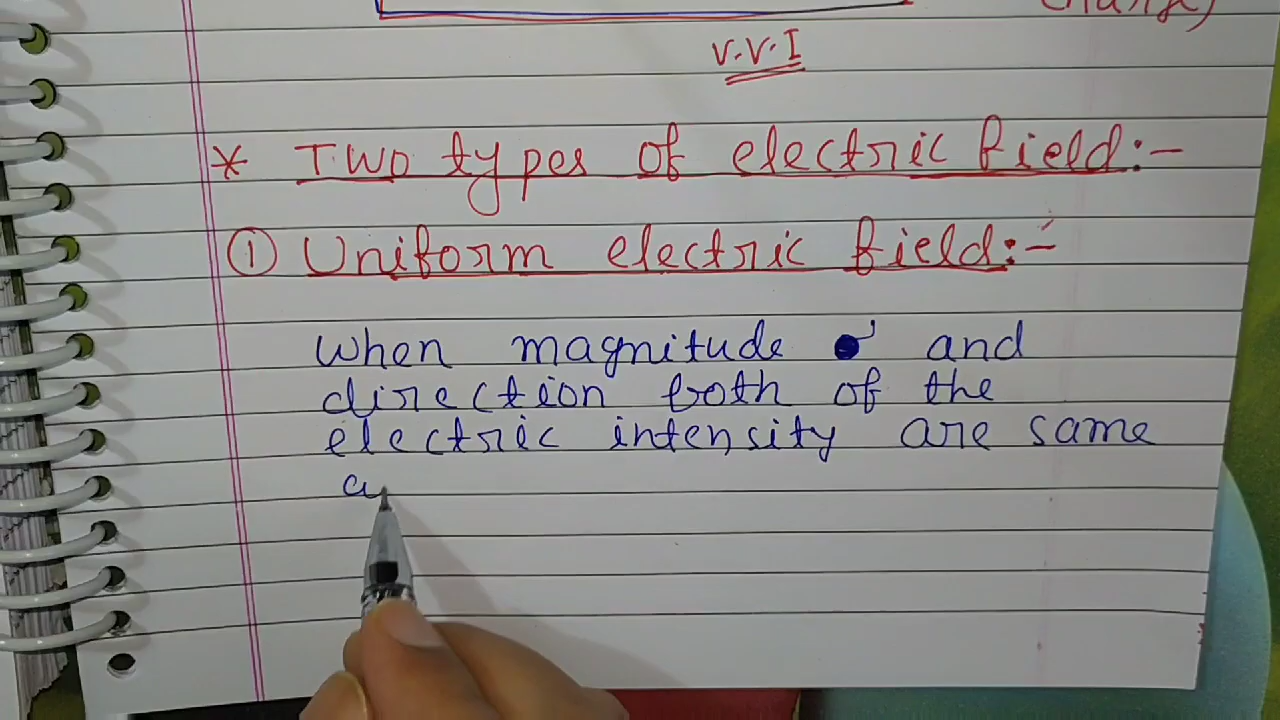 V.V.I
* Two types of electric field:-
① Uniform electric field:-
When magnitude and
direction both of the
electric intensity are same
a